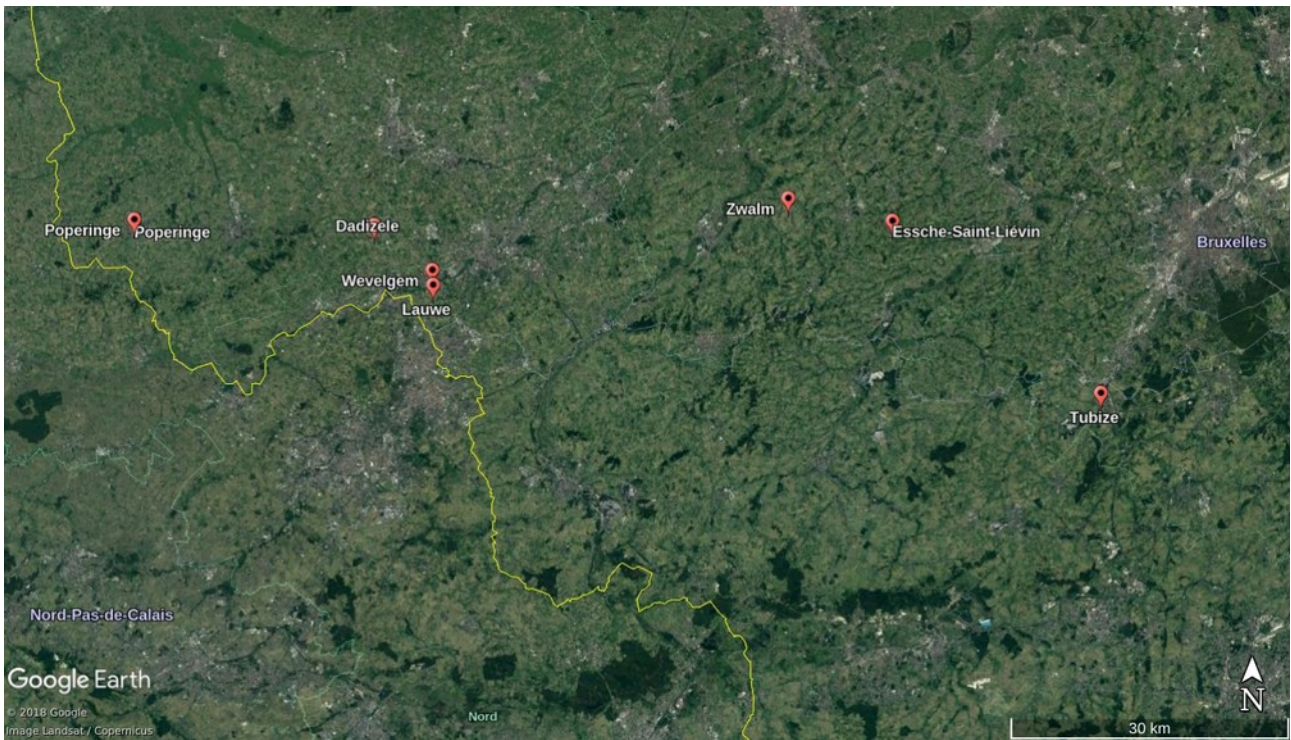 Zwalm
Poperinge
Poperinge
Dadizele
Essche-Saint-Liévin
Bruxelles
Wevelgem
Lauwe
Tubize
Nord-Pas-de-Calais
Google Earth
© 2018 Google
Image Landsat / Copernicus
Nord
N
30 km